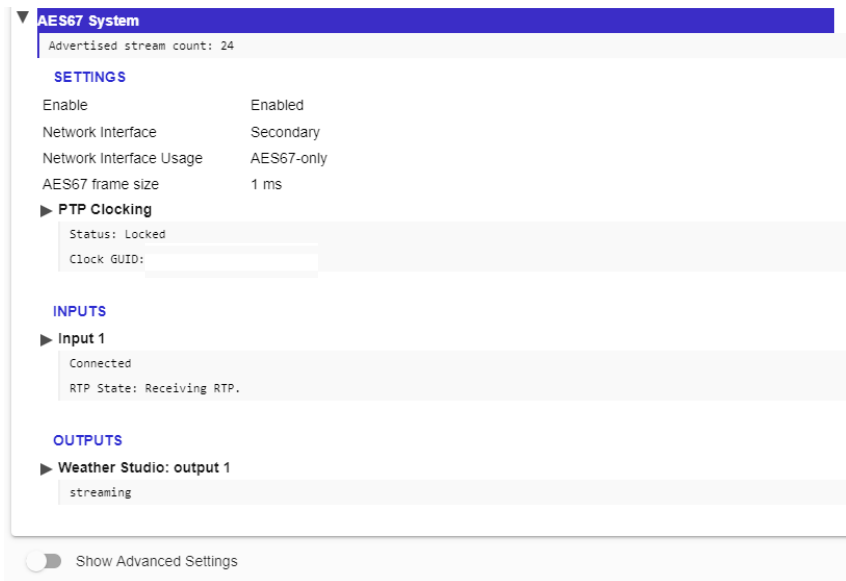 AES67 System
Advertised stream count: 24
SETTINGS
Enable Enabled
Network Interface Secondary
Network Interface Usage AES67-only
AES67 frame size 1 ms
PTP Clocking
Status: Locked
Clock GUID:
INPUTS
Input 1
Connected
RTP State: Receiving RTP.
OUTPUTS
Weather Studio: output 1
streaming
Show Advanced Settings